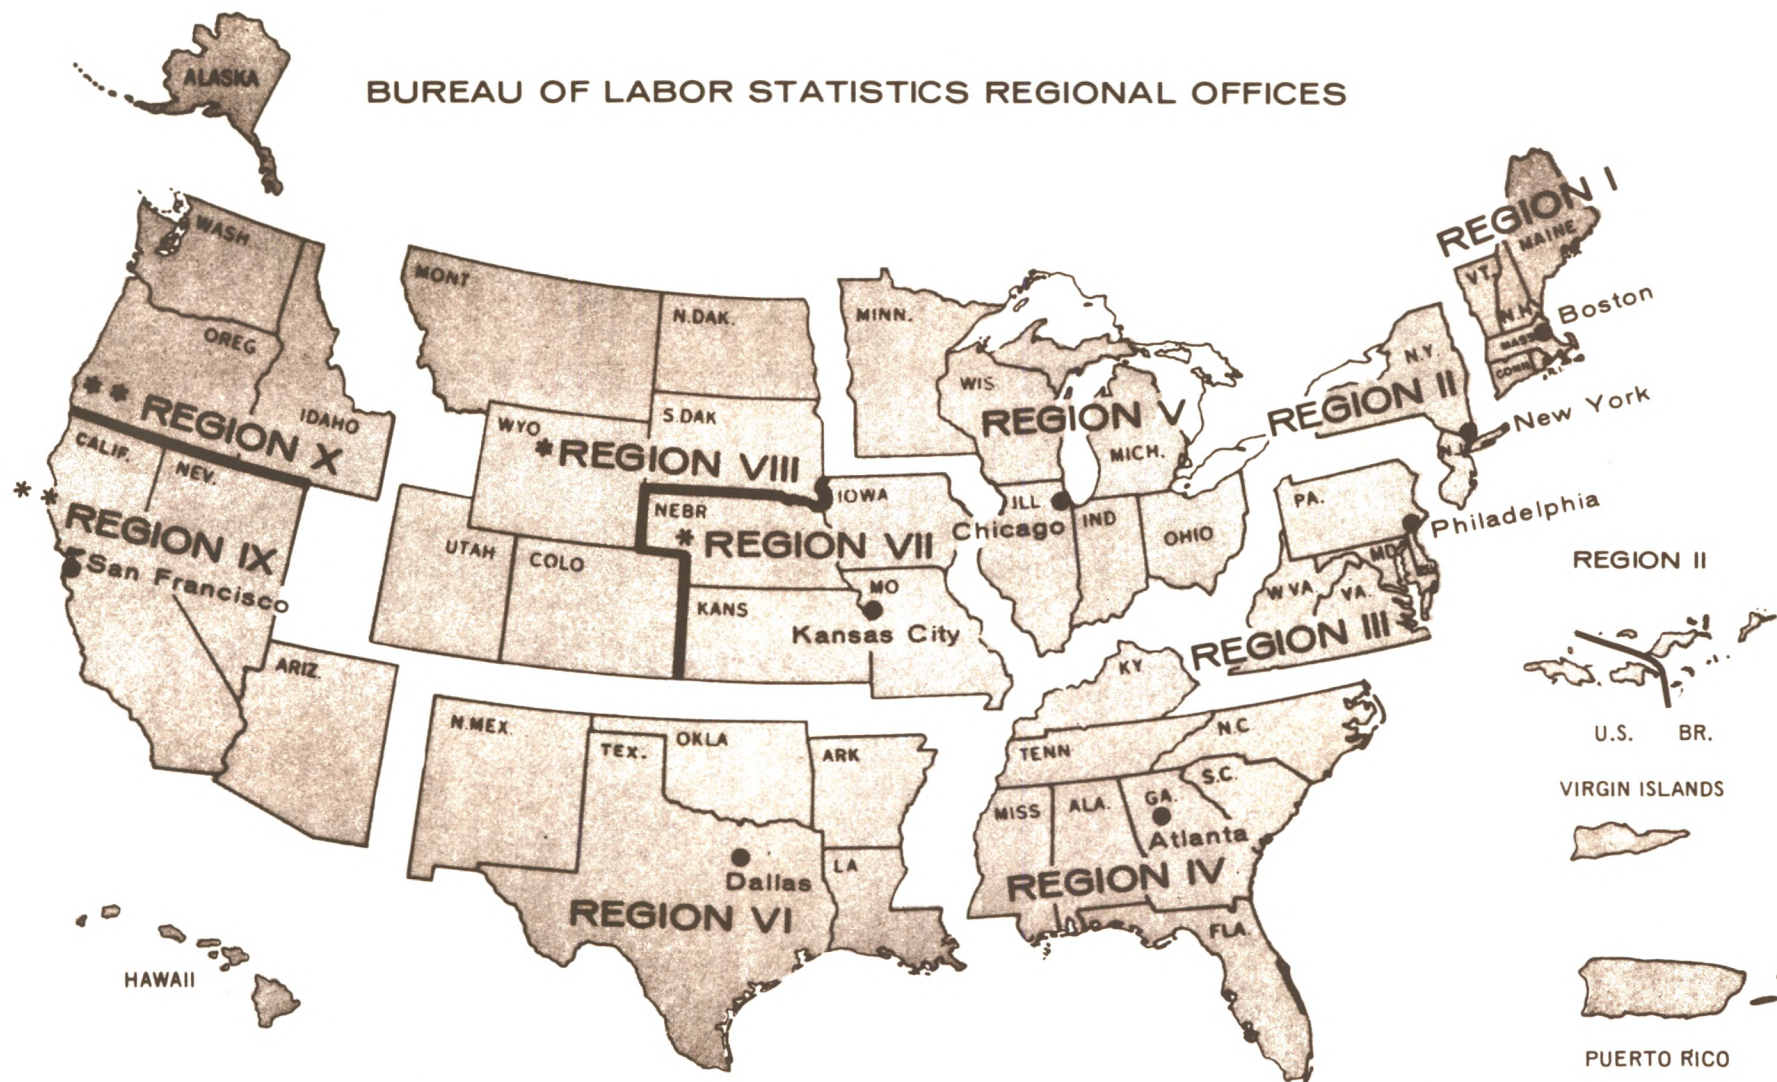 BUREAU OF LABOR STATISTICS REGIONAL OFFICES
ALASKA
REGION I
MAINE
VT.
N.H.
MASS
CONN.
R.I.
Boston
WASH
OREG
IDAHO
** REGION X
MONT
N.DAK.
S.DAK
WYO
*REGION VIII
UTAH
COLO
MINN.
WIS
REGION V
MICH.
ILL
Chicago
IND
OHIO
N.Y.
REGION II
New York
N.J.
CALIF.
NEV.
**
REGION IX
San Francisco
ARIZ.
NEBR
IOWA
* REGION VII
KANS
MO
Kansas City
PA.
Philadelphia
MD.
W VA.
VA.
REGION III
KY
TENN
N.C
S.C.
MISS
ALA.
GA.
Atlanta
REGION IV
FLA.
N.MEX
TEX.
OKLA
ARK
LA
Dallas
REGION VI
HAWAII
REGION II
U.S. BR.
VIRGIN ISLANDS
PUERTO RICO